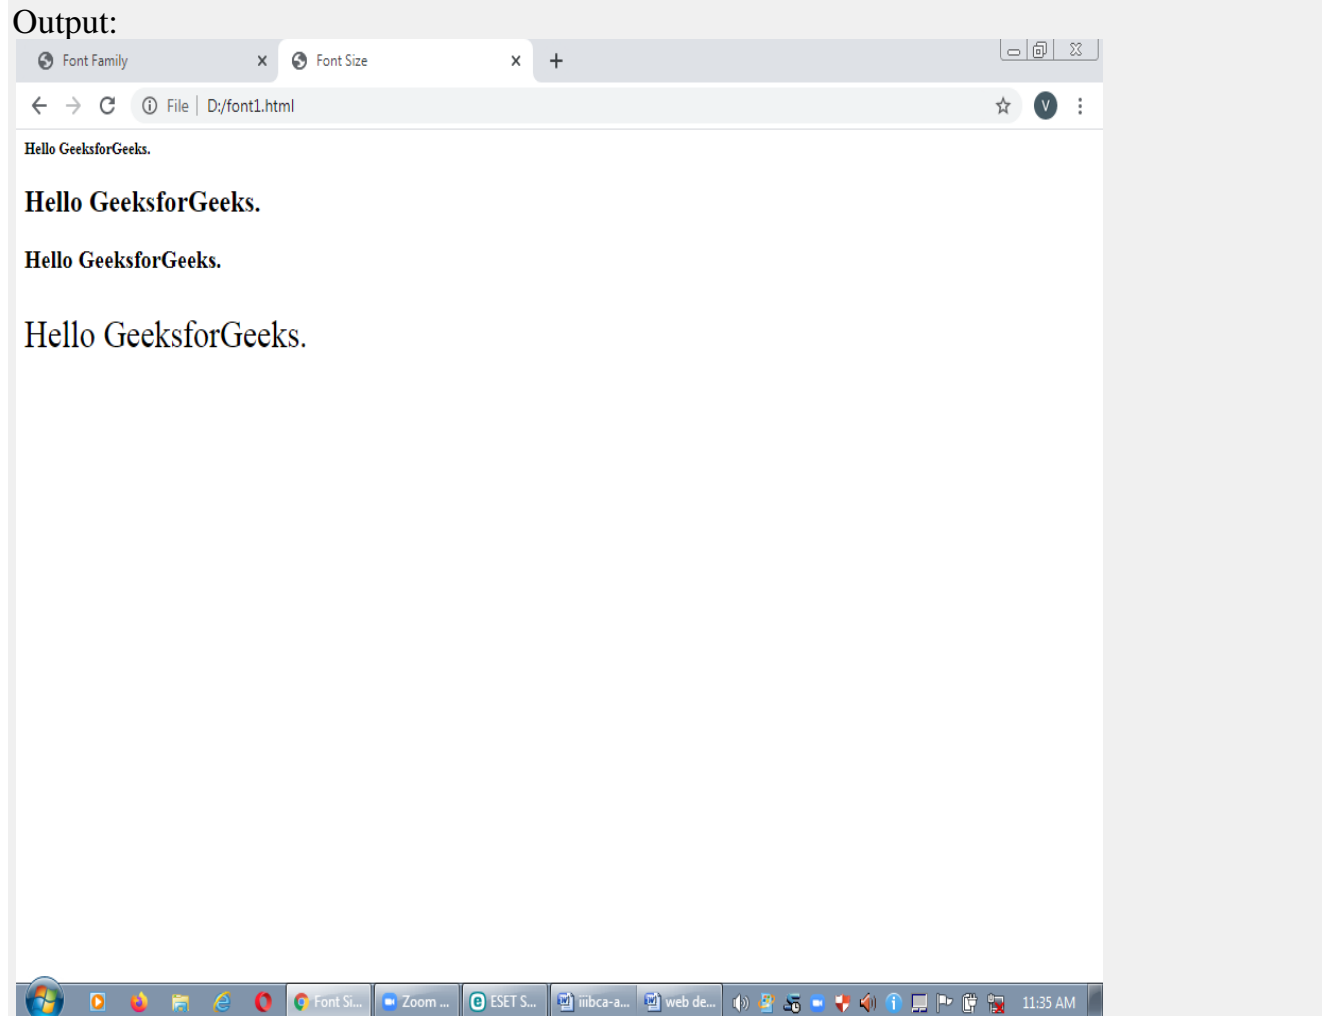 Output:
Font Family Font Size
File D:/font1.html V
Hello GeeksforGeeks.
Hello GeeksforGeeks.
Hello GeeksforGeeks.
Hello GeeksforGeeks.
Font Si... Zoom ... ESET S... iiibca-a... web de... 11:35 AM